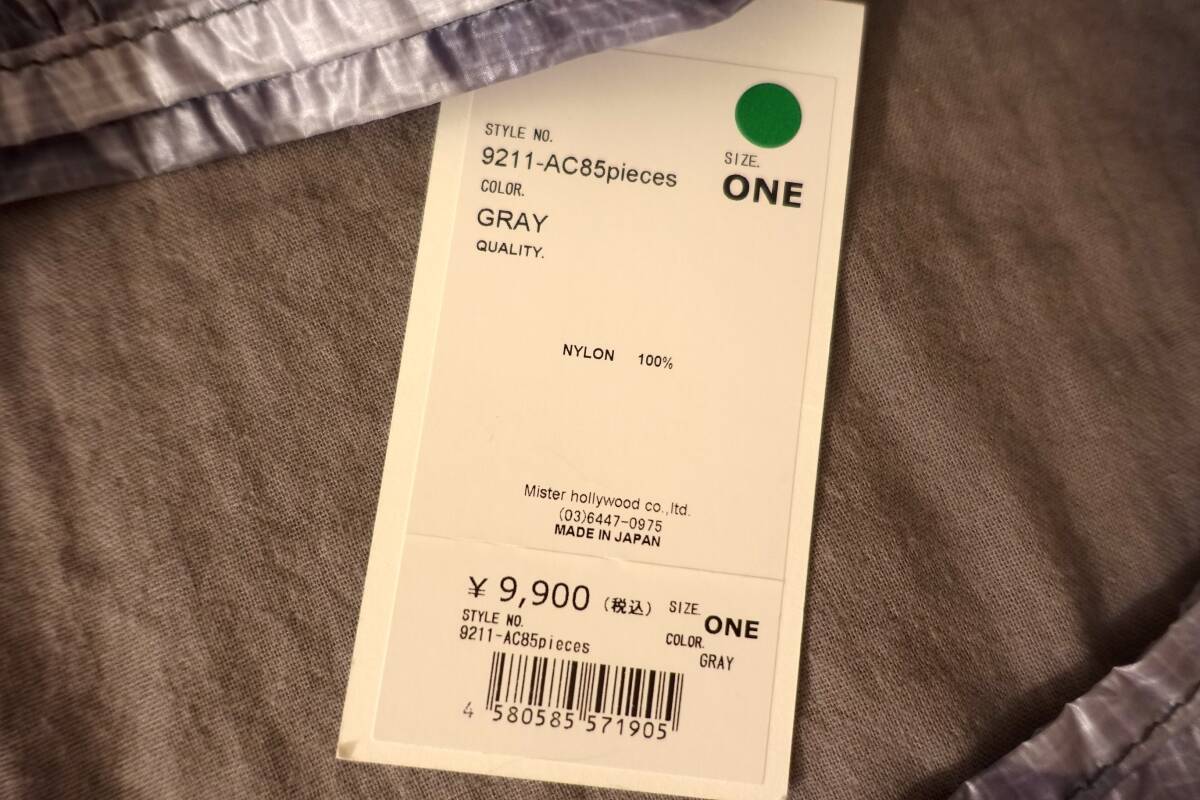 STYLE NO.
9211-AC85pieces
SIZE.
ONE
COLOR.
GRAY
QUALITY.
NYLON 100%
Mister hollywood co.,ltd.
(03)6447-0975
MADE IN JAPAN
¥ 9,900 (税込)
SIZE.
ONE
STYLE NO.
9211-AC85pieces
COLOR.
GRAY
4 580585 571905